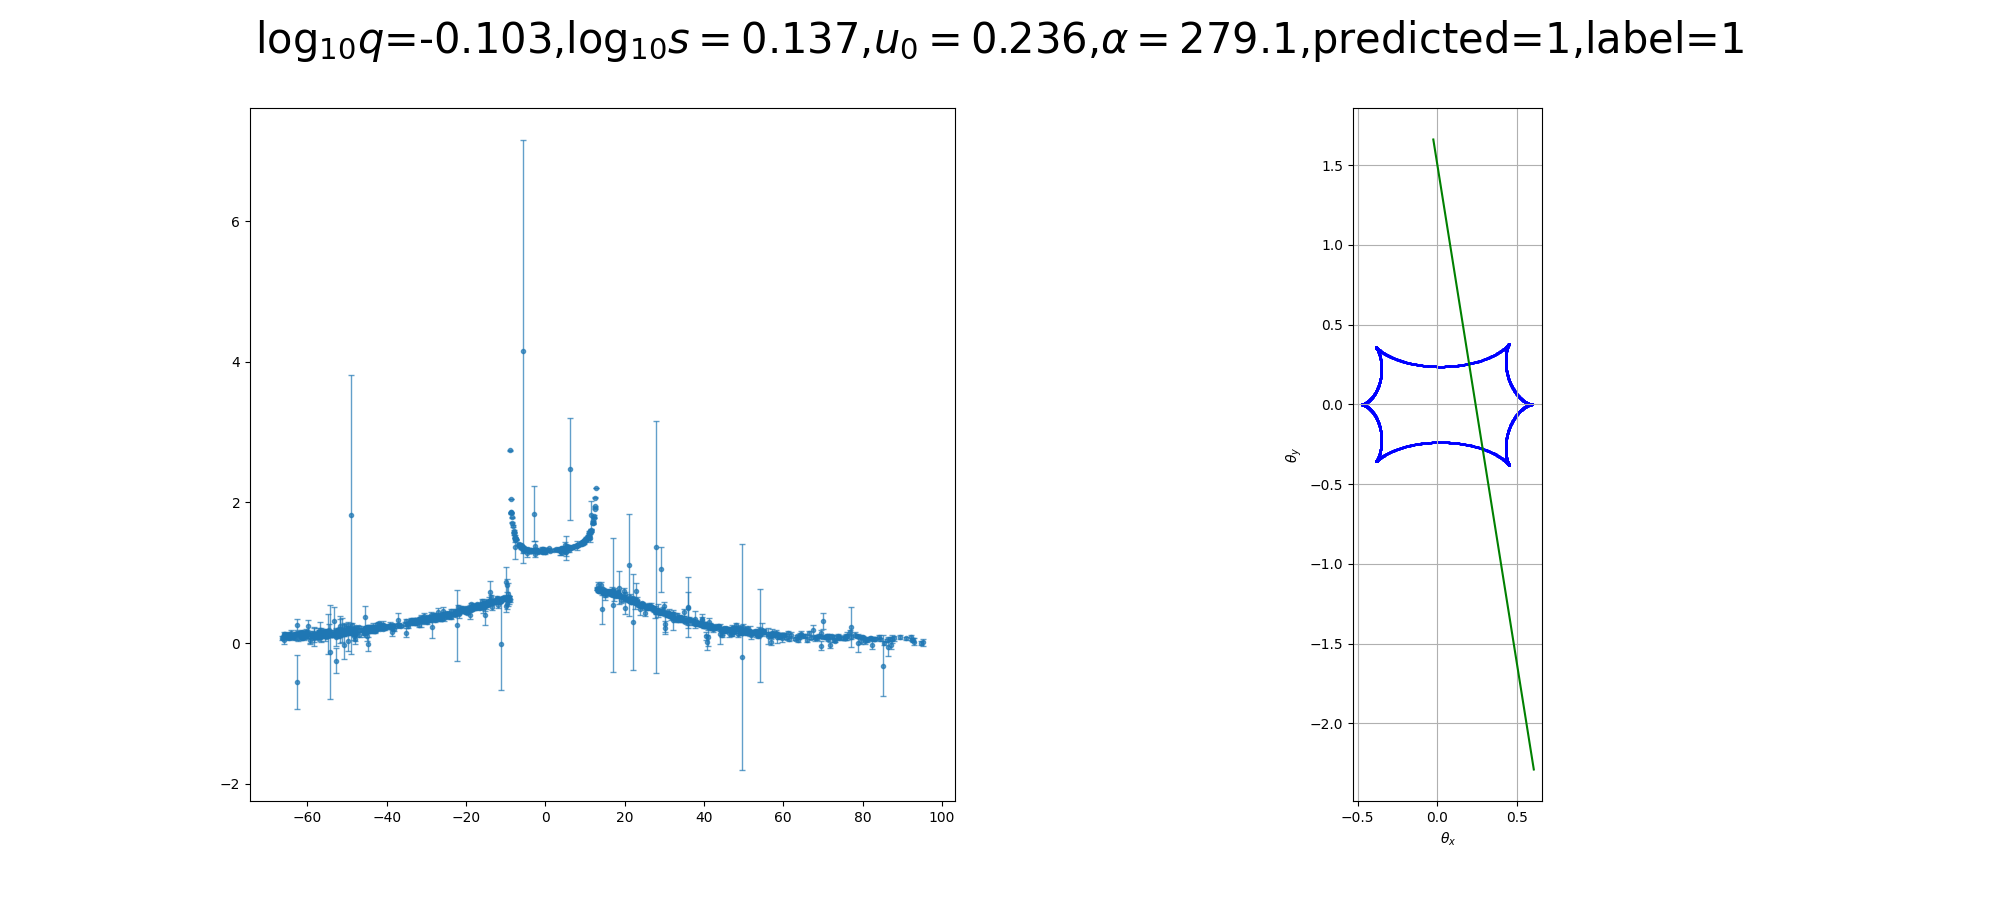 log₁₀q=-0.103,log₁₀s = 0.137,u₀ = 0.236,α = 279.1,predicted=1,label=1
6
4
2
0
−2
−60 −40 −20 0 20 40 60 80 100
1.5
1.0
0.5
0.0
−0.5
−1.0
−1.5
−2.0
θy
−0.5 0.0 0.5
θx